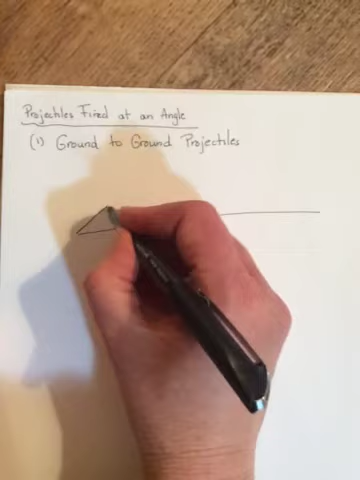 Projectiles Fired at an Angle
(1) Ground to Ground Projectiles